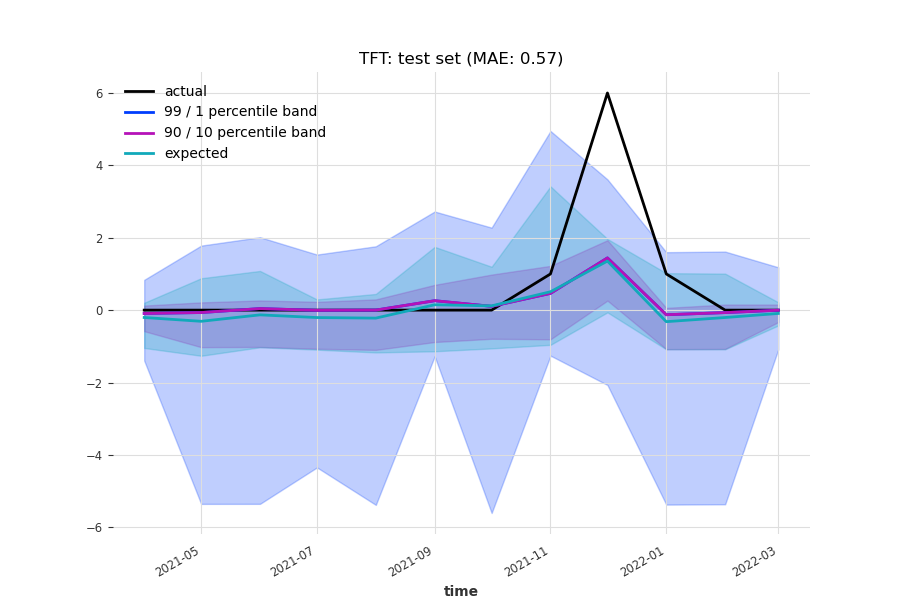 TFT: test set (MAE: 0.57)
actual
99 / 1 percentile band
90 / 10 percentile band
expected
6
4
2
0
−2
−4
−6
2021-05
2021-07
2021-09
2021-11
2022-01
2022-03
time